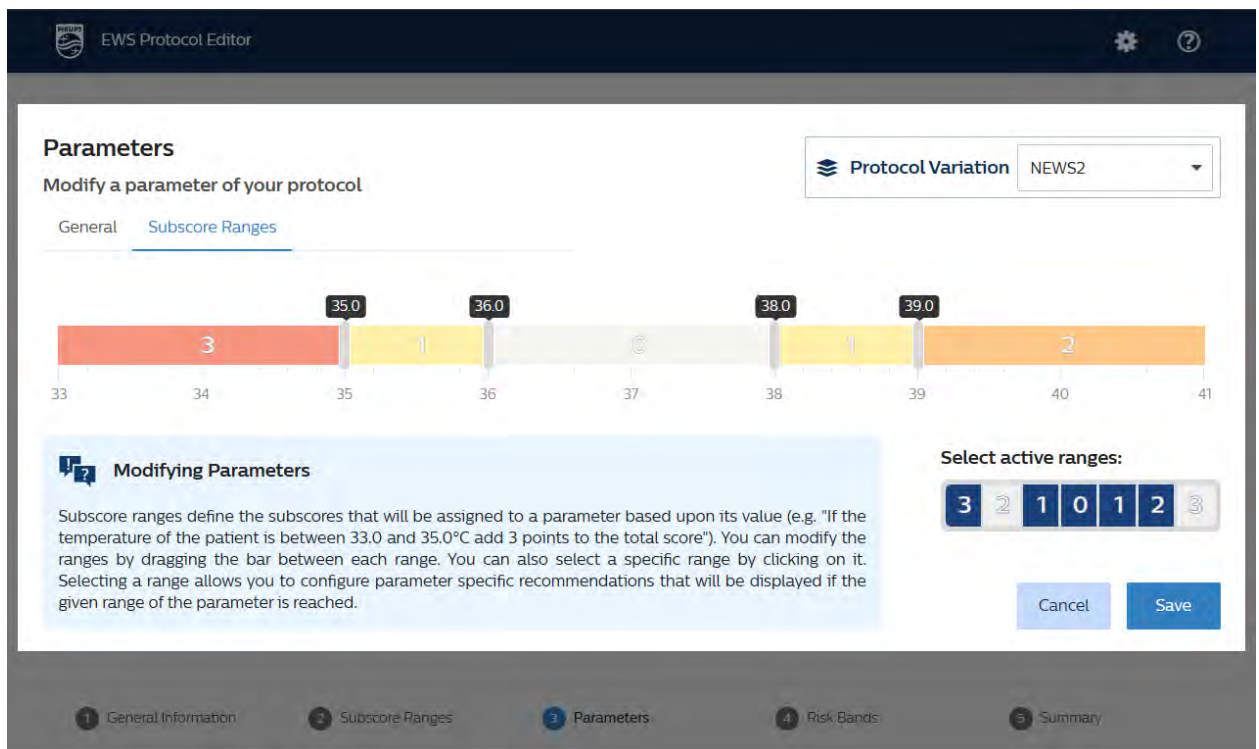 PHILIPS
EWS Protocol Editor
Parameters
Modify a parameter of your protocol
Protocol Variation NEWS2
General Subscore Ranges
35.0 36.0 38.0 39.0
3 1 0 1 2
33 34 35 36 37 38 39 40 41
Modifying Parameters
Subscore ranges define the subscores that will be assigned to a parameter based upon its value (e.g. "If the
temperature of the patient is between 33.0 and 35.0°C add 3 points to the total score"). You can modify the
ranges by dragging the bar between each range. You can also select a specific range by clicking on it.
Selecting a range allows you to configure parameter specific recommendations that will be displayed if the
given range of the parameter is reached.
Select active ranges:
3 2 1 0 1 2 3
Cancel Save
1 General Information 2 Subscore Ranges 3 Parameters 4 Risk Bands 5 Summary